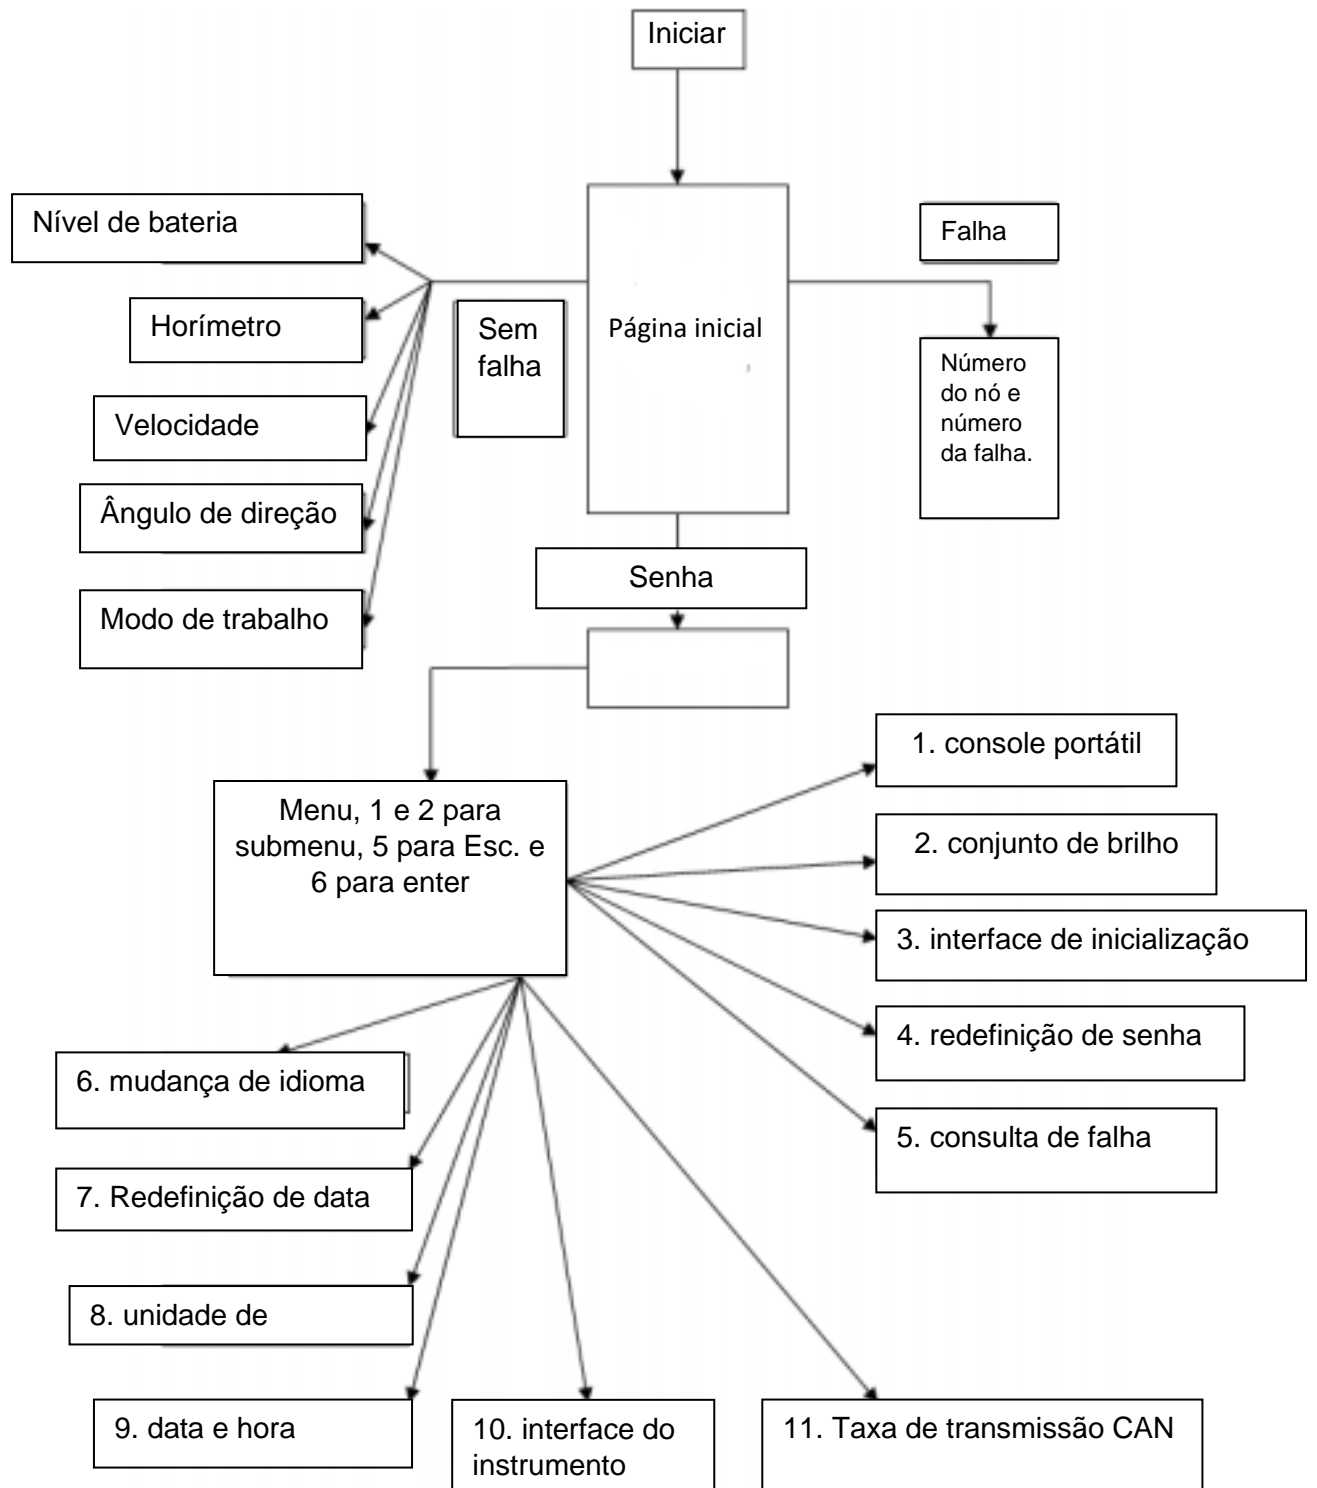 Iniciar
Nível de bateria
Falha
Horímetro
Sem
falha
Página inicial
Número
do nó e
número
da falha.
Velocidade
Ângulo de direção
Senha
Modo de trabalho
1. console portátil
Menu, 1 e 2 para
submenu, 5 para Esc. e
6 para enter
2. conjunto de brilho
3. interface de inicialização
4. redefinição de senha
5. consulta de falha
6. mudança de idioma
7. Redefinição de data
8. unidade de
9. data e hora
10. interface do
instrumento
11. Taxa de transmissão CAN